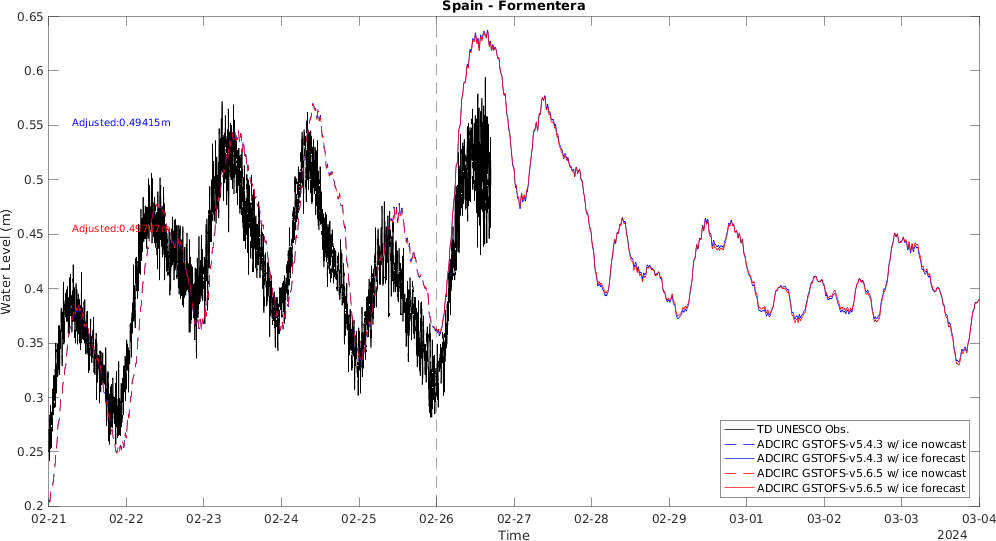 Spain - Formentera
Water Level (m)
0.65
0.6
0.55
0.5
0.45
0.4
0.35
0.3
0.25
0.2
Adjusted:0.49415m
02-21
02-22
02-23
02-24
02-25
02-26
02-27
02-28
02-29
03-01
03-02
03-03
03-04
Time
2024
TD UNESCO Obs.
ADCIRC GSTOFS-v5.4.3 w/ ice nowcast
ADCIRC GSTOFS-v5.4.3 w/ ice forecast
ADCIRC GSTOFS-v5.6.5 w/ ice nowcast
ADCIRC GSTOFS-v5.6.5 w/ ice forecast